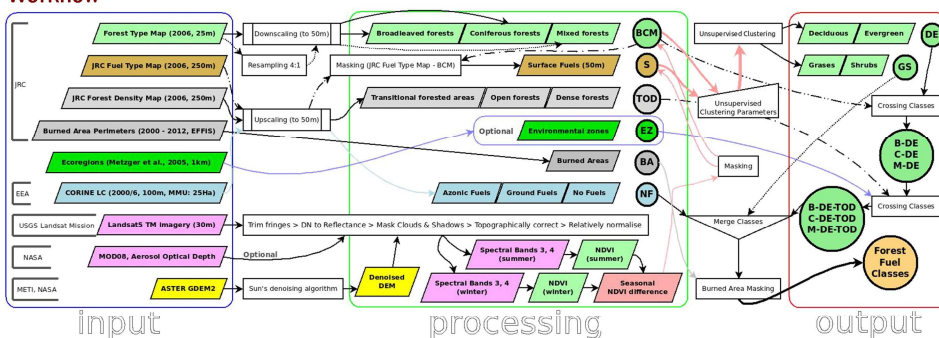 Workflow
JRC
Forest Type Map (2006, 25m)
JRC Fuel Type Map (2006, 250m)
JRC Forest Density Map (2006, 250m)
Burned Area Perimeters (2000 - 2012, EFFIS)
Ecoregions (Metzger et al., 2005, 1km)
EEA
CORINE LC (2000/6, 100m, MMU: 25Ha)
USGS Landsat Mission
Landsat5 TM Imagery (30m)
NASA
MOD08, Aerosol Optical Depth
METI, NASA
ASTER GDEM2
input
Downscaling (to 50m)
Resampling 4:1
Upscaling (to 50m)
Optional
Sun's denoising algorithm
Broadleaved forests
Coniferous forests
Mixed forests
BCM
Masking (JRC Fuel Type Map - BCM)
Surface Fuels (50m)
S
Transitional forested areas
Open forests
Dense forests
TOD
Optional
Environmental zones
EZ
Burned Areas
BA
Azonic Fuels
Ground Fuels
No Fuels
NF
Trim fringes > DN to Reflectance > Mask Clouds & Shadows > Topographically correct > Relatively normalise
Denoised
DEM
Spectral Bands 3, 4
(summer)
NDVI
(summer)
Spectral Bands 3, 4
(winter)
NDVI
(winter)
Seasonal
NDVI difference
processing
Unsupervised Clustering
Unsupervised
Clustering Parameters
Masking
Merge Classes
Burned Area Masking
Deciduous
Evergreen
DE
Grases
Shrubs
GS
Crossing Classes
B-DE
C-DE
M-DE
Crossing Classes
B-DE-TOD
C-DE-TOD
M-DE-TOD
Forest
Fuel
Classes
output